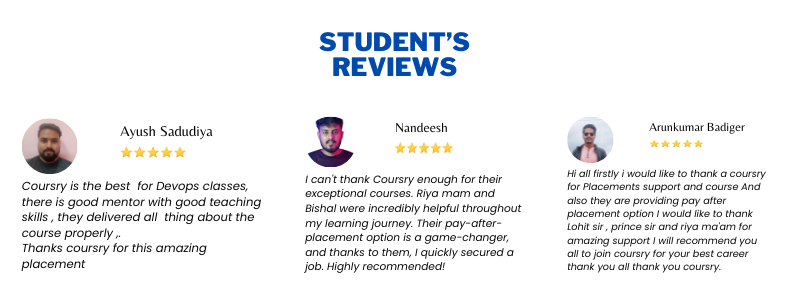 STUDENT'S
REVIEWS
Ayush Sadudiya
Coursry is the best  for Devops classes,
there is good mentor with good teaching
skills , they delivered all  thing about the
course properly ,.
Thanks coursry for this amazing
placement
Nandeesh
I can't thank Coursry enough for their
exceptional courses. Riya mam and
Bishal were incredibly helpful throughout
my learning journey. Their pay-after-
placement option is a game-changer,
and thanks to them, I quickly secured a
job. Highly recommended!
Arunkumar Badiger
Hi all firstly i would like to thank a coursry
for Placements support and course And
also they are providing pay after
placement option I would like to thank
Lohit sir , prince sir and riya ma'am for
amazing support I will recommend you
all to join coursry for your best career
thank you all thank you coursry.